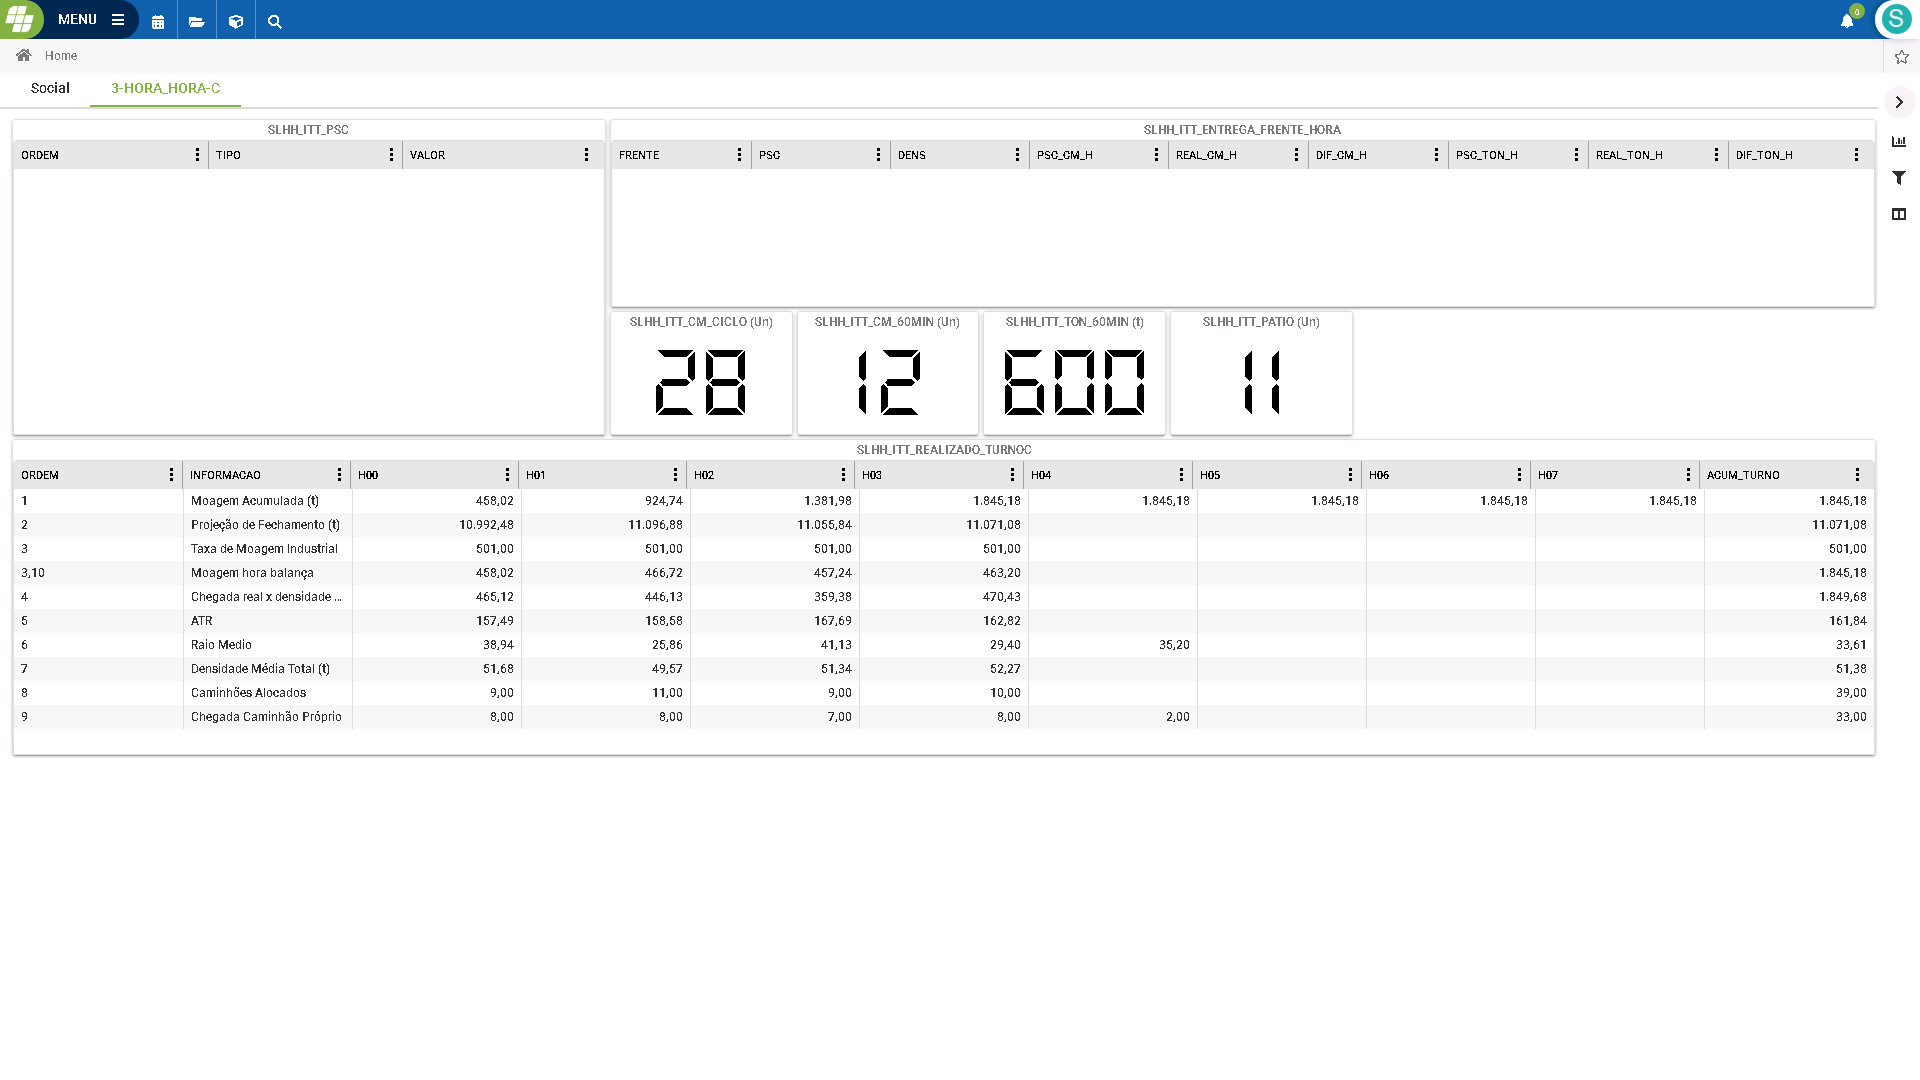 MENU
0
S
Home
Social 3-HORA_HORA-C
SLHH_ITT_PSC
ORDEM TIPO VALOR
SLHH_ITT_ENTREGA_FRENTE_HORA
FRENTE PSC DENS PSC_CM_H REAL_CM_H DIF_CM_H PSC_TON_H REAL_TON_H DIF_TON_H
SLHH_ITT_CM_CICLO (Un) SLHH_ITT_CM_60MIN (Un) SLHH_ITT_TON_60MIN (t) SLHH_ITT_PATIO (Un)
28 12 600 11
SLHH_ITT_REALIZADO_TURNOC
ORDEM INFORMACAO H00 H01 H02 H03 H04 H05 H06 H07 ACUM_TURNO
1 Moagem Acumulada (t) 458,02 924,74 1.381,98 1.845,18 1.845,18 1.845,18 1.845,18 1.845,18 1.845,18
2 Projeção de Fechamento (t) 10.992,48 11.096,88 11.055,84 11.071,08 11.071,08
3 Taxa de Moagem Industrial 501,00 501,00 501,00 501,00 501,00
3,10 Moagem hora balança 458,02 466,72 457,24 463,20 1.845,18
4 Chegada real x densidade ... 465,12 446,13 359,38 470,43 1.849,68
5 ATR 157,49 158,58 167,69 162,82 161,84
6 Raio Medio 38,94 25,86 41,13 29,40 35,20 33,61
7 Densidade Média Total (t) 51,68 49,57 51,34 52,27 51,38
8 Caminhões Alocados 9,00 11,00 9,00 10,00 39,00
9 Chegada Caminhão Próprio 8,00 8,00 7,00 8,00 2,00 33,00